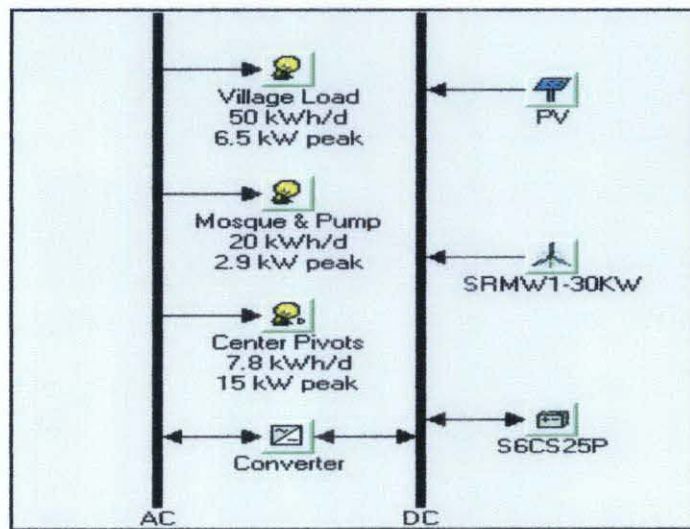 Village Load
50 kWh/d
6.5 kW peak
PV
Mosque & Pump
20 kWh/d
2.9 kW peak
SRMW1-30KW
Center Pivots
7.8 kWh/d
15 kW peak
Converter
S6CS25P
AC
DC